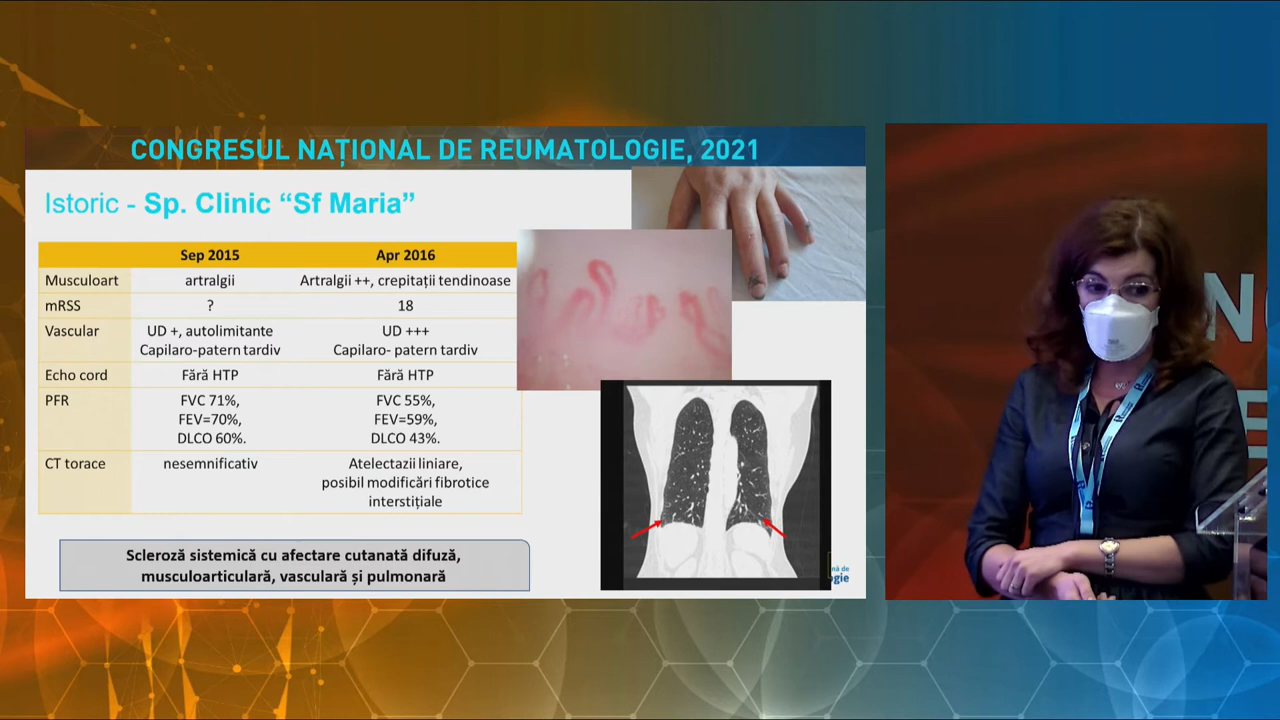 CONGRESUL NAȚIONAL DE REUMATOLOGIE, 2021
Istoric - Sp. Clinic “Sf Maria”
Sep 2015 Apr 2016
Musculoart artralgii Artralgii ++, crepitații tendinoase
mRSS ? 18
Vascular UD +, autolimitante UD +++
Capilaro-patern tardiv Capilaro- patern tardiv
Echo cord Fără HTP Fără HTP
PFR FVC 71%, FVC 55%,
FEV=70%, FEV=59%,
DLCO 60%. DLCO 43%.
CT torace nesemnificativ Atelectazii liniare,
posibil modificări fibrotice
interstițiale
Scleroză sistemică cu afectare cutanată difuză,
musculoarticulară, vasculară și pulmonară